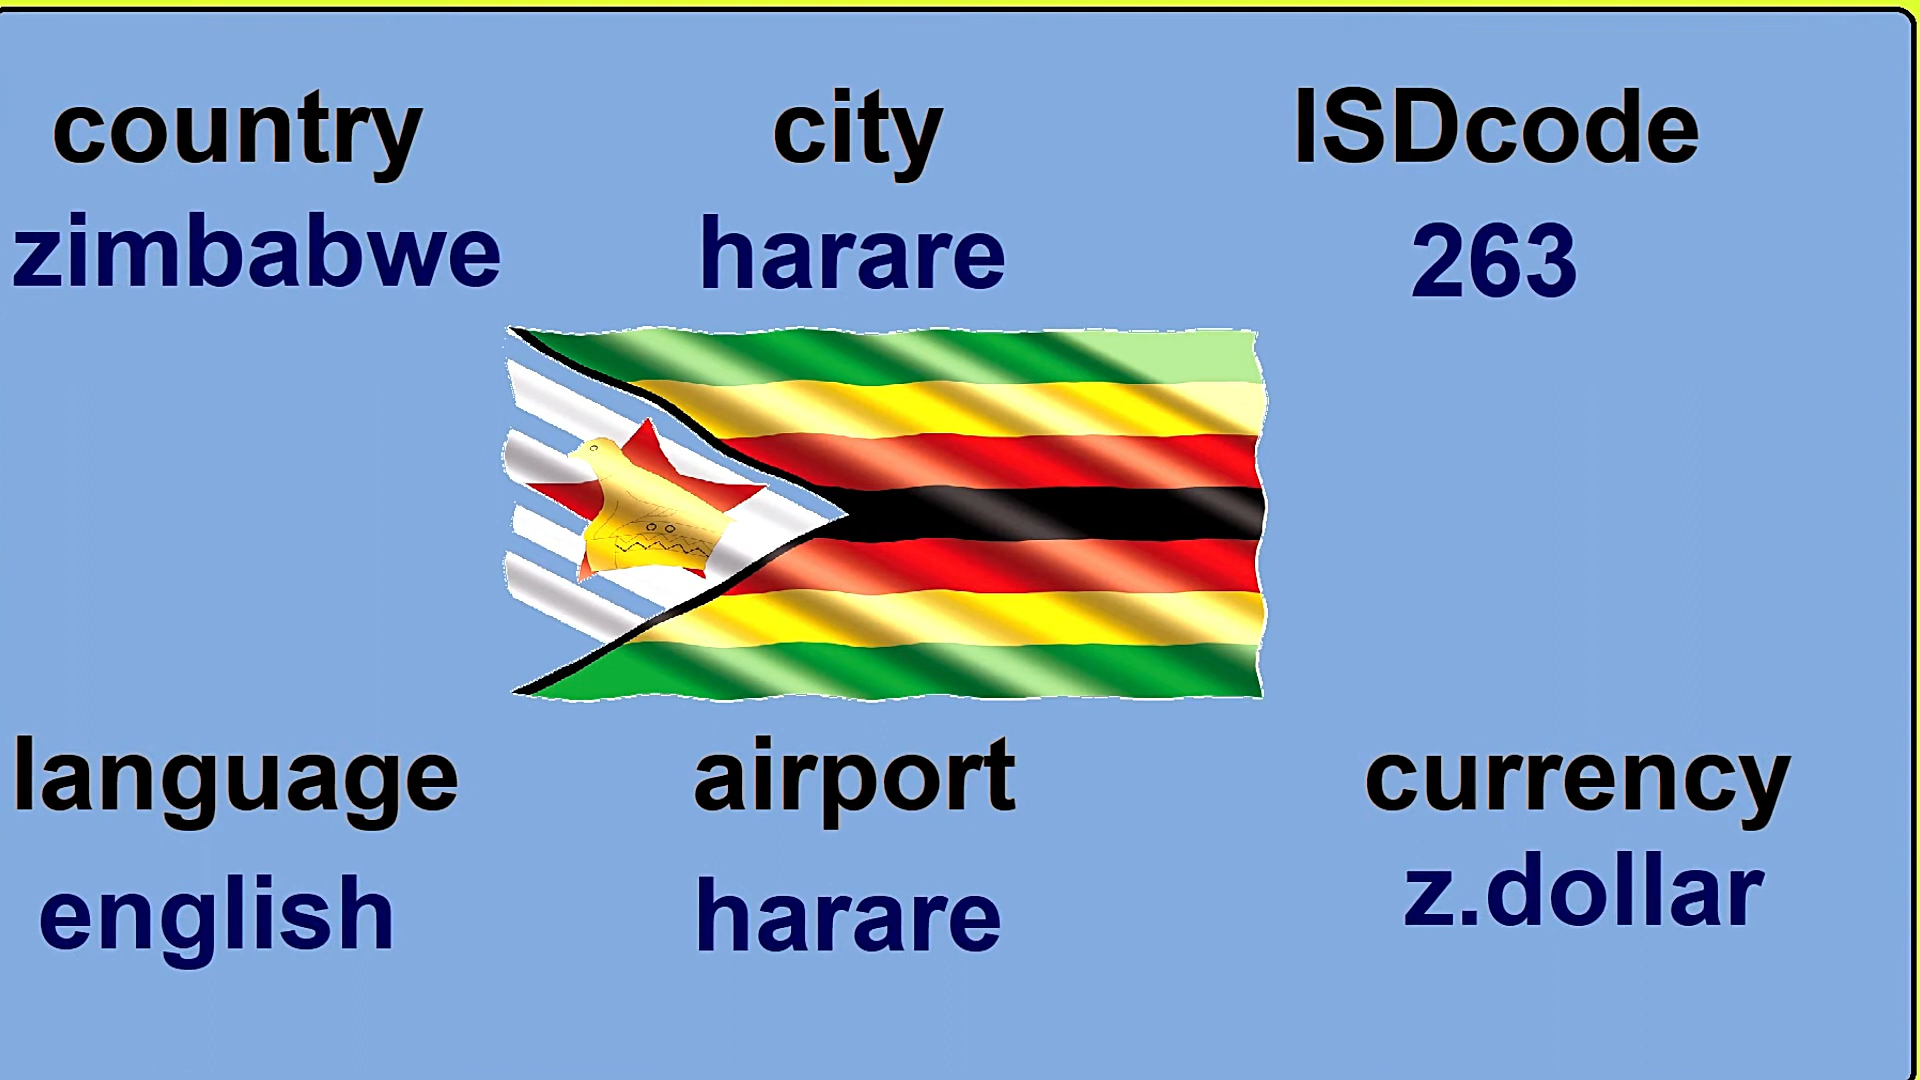 country
city
ISDcode
zimbabwe
harare
263
language
airport
currency
english
harare
z.dollar